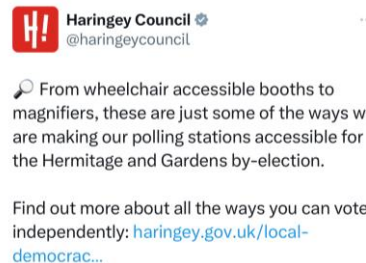 H!
Haringey Council
@haringeycouncil
From wheelchair accessible booths to
magnifiers, these are just some of the ways
are making our polling stations accessible for
the Hermitage and Gardens by-election.
Find out more about all the ways you can vote
independently: haringey.gov.uk/local-
democrac...